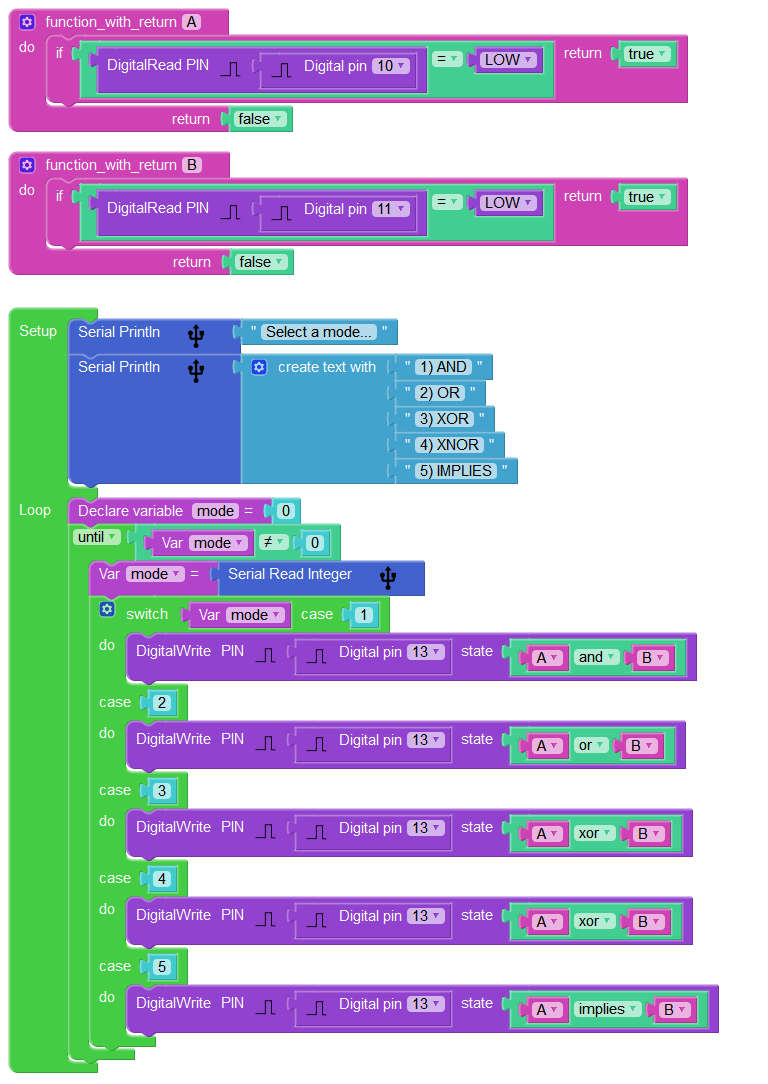 function_with_return A
do if DigitalRead PIN Digital pin 10 = LOW return true
return false
function_with_return B
do if DigitalRead PIN Digital pin 11 = LOW return true
return false
Setup Serial Println " Select a mode... "
Serial Println create text with " 1) AND "
" 2) OR "
" 3) XOR "
" 4) XNOR "
" 5) IMPLIES "
Loop Declare variable mode = 0
until Var mode ≠ 0
Var mode = Serial Read Integer
switch Var mode case 1
do DigitalWrite PIN Digital pin 13 state A and B
case 2
do DigitalWrite PIN Digital pin 13 state A or B
case 3
do DigitalWrite PIN Digital pin 13 state A xor B
case 4
do DigitalWrite PIN Digital pin 13 state A xor B
case 5
do DigitalWrite PIN Digital pin 13 state A implies B